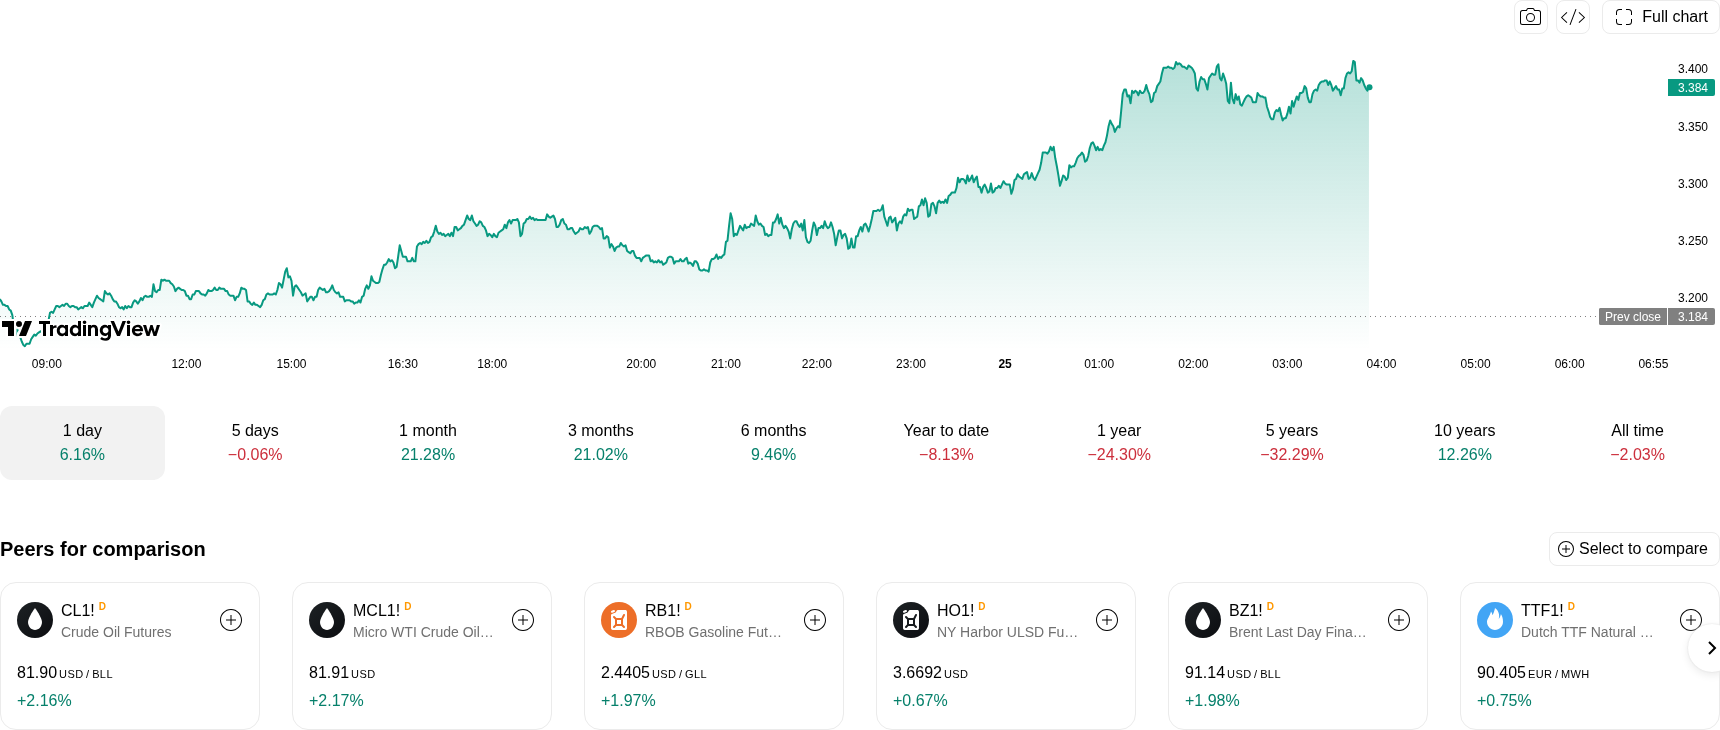 Full chart
3.400
3.384
3.350
3.300
3.250
3.200
Prev close 3.184
TradingView
09:00 12:00 15:00 16:30 18:00 20:00 21:00 22:00 23:00 25 01:00 02:00 03:00 04:00 05:00 06:00 06:55
1 day 5 days 1 month 3 months 6 months Year to date 1 year 5 years 10 years All time
6.16% −0.06% 21.28% 21.02% 9.46% −8.13% −24.30% −32.29% 12.26% −2.03%
Peers for comparison
Select to compare
CL1! D
Crude Oil Futures
81.90 USD / BLL
+2.16%
MCL1! D
Micro WTI Crude Oil…
81.91 USD
+2.17%
RB1! D
RBOB Gasoline Fut…
2.4405 USD / GLL
+1.97%
HO1! D
NY Harbor ULSD Fu…
3.6692 USD
+0.67%
BZ1! D
Brent Last Day Fina…
91.14 USD / BLL
+1.98%
TTF1! D
Dutch TTF Natural …
90.405 EUR / MWH
+0.75%